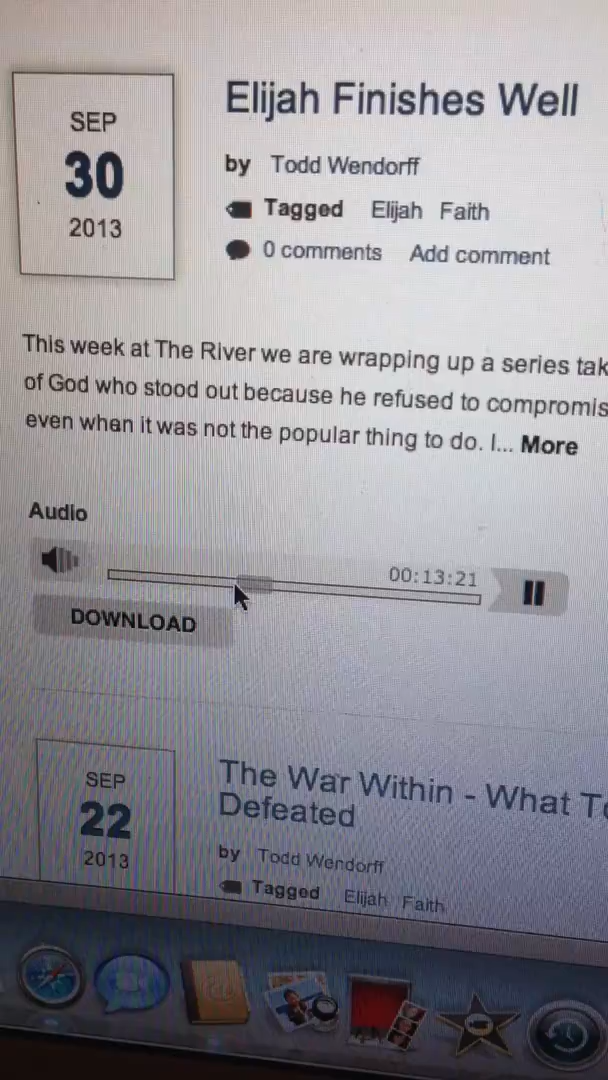 SEP
30
2013
Elijah Finishes Well
by Todd Wendorff
Tagged Elijah Faith
0 comments Add comment
This week at The River we are wrapping up a series tak
of God who stood out because he refused to compromis
even when it was not the popular thing to do. I... More
Audio
00:13:21
DOWNLOAD
SEP
22
2013
The War Within - What To
Defeated
by Todd Wendorff
Tagged Elijah Faith